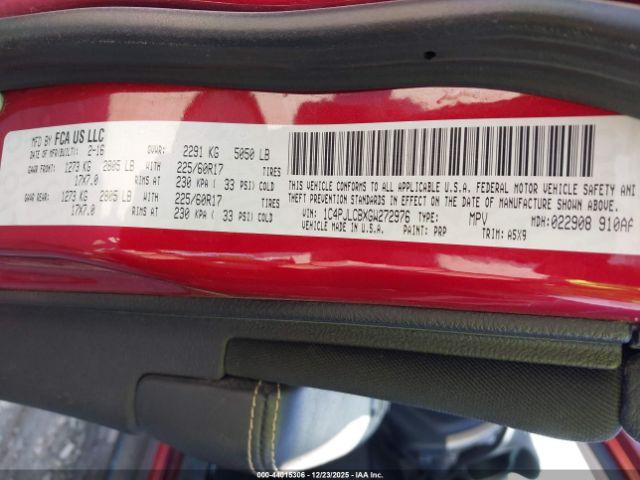 MFD BY FCA US LLC
DATE OF MFR/BUILT: 2-16 GVWR: 2291 KG 5050 LB
GAWR FRONT: 1273 KG 2805 LB WITH 225/60R17 TIRES
17X7.0 RIMS AT 230 KPA ( 33 PSI) COLD
GAWR REAR: 1273 KG 2805 LB WITH 225/60R17 TIRES
17X7.0 RIMS AT 230 KPA ( 33 PSI) COLD
THIS VEHICLE CONFORMS TO ALL APPLICABLE U.S.A. FEDERAL MOTOR VEHICLE SAFETY AND
THEFT PREVENTION STANDARDS IN EFFECT ON THE DATE OF MANUFACTURE SHOWN ABOVE.
VIN: 1C4PJLCBXGW272976 TYPE: MPV MDH: 022908 910AF
VEHICLE MADE IN U.S.A. PAINT: PRP TRIM: A5X9
000-44015306 - 12/23/2025 - IAAI.COM